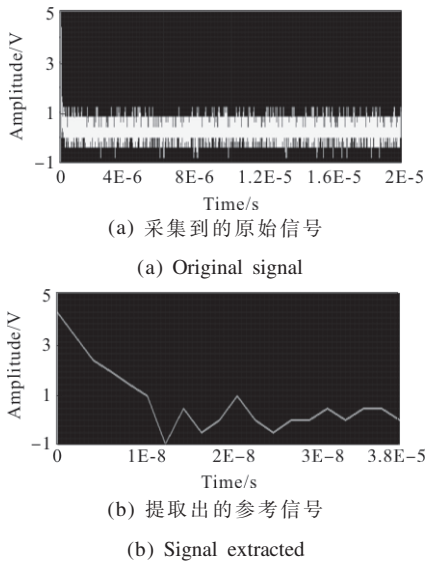 5
3
1
−1
Amplitude/V
0 4E-6 8E-6 1.2E-5 1.6E-5 2E-5
Time/s
(a) 采集到的原始信号
(a) Original signal
5
3
1
−1
Amplitude/V
0 1E-8 2E-8 3E-8 3.8E−5
Time/s
(b) 提取出的参考信号
(b) Signal extracted